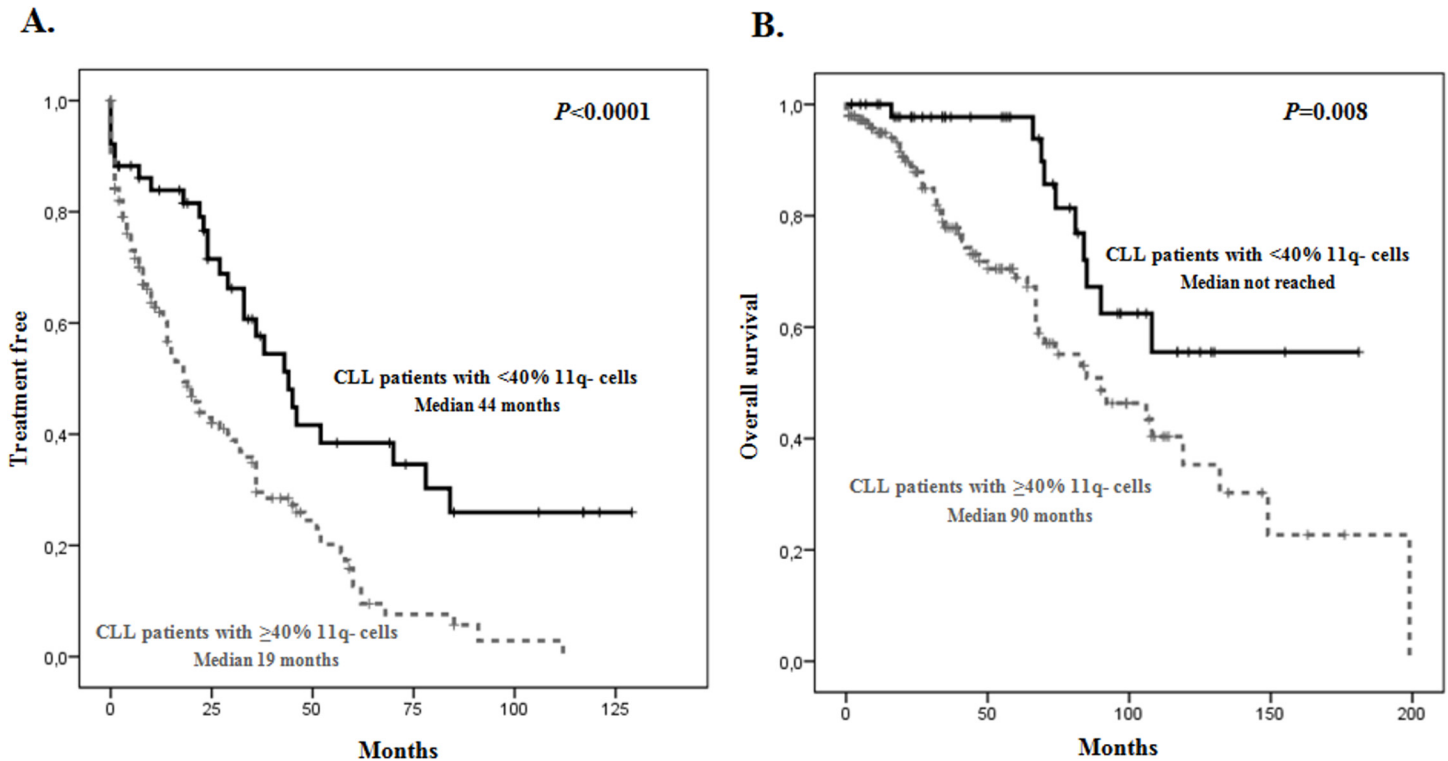 A.
P<0.0001
1,0
0,8
0,6
0,4
0,2
0,0
Treatment free
CLL patients with <40% 11q- cells
Median 44 months
CLL patients with ≥40% 11q- cells
Median 19 months
0
25
50
75
100
125
Months
B.
P=0.008
1,0
0,8
0,6
0,4
0,2
0,0
Overall survival
CLL patients with <40% 11q- cells
Median not reached
CLL patients with ≥40% 11q- cells
Median 90 months
0
50
100
150
200
Months